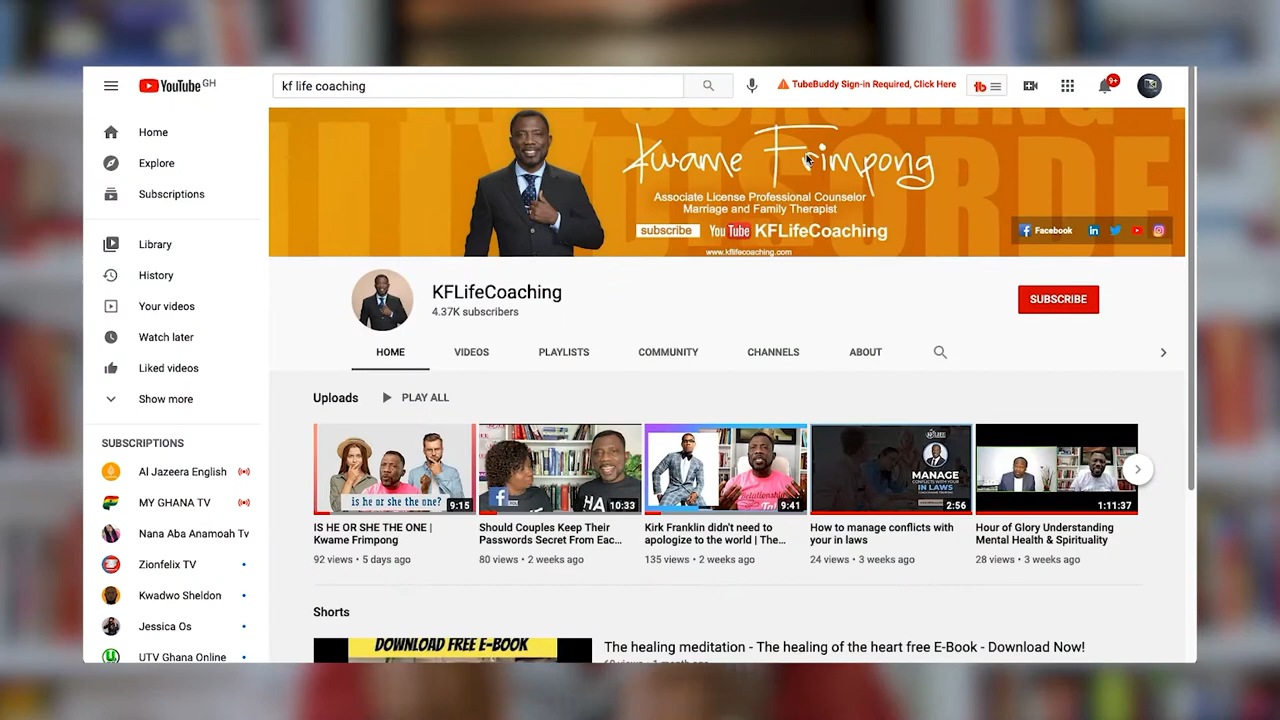 YouTube GH
kf life coaching
TubeBuddy Sign-in Required, Click Here
tb
9+
Home
Explore
Subscriptions
Library
History
Your videos
Watch later
Liked videos
Show more
SUBSCRIPTIONS
Al Jazeera English
MY GHANA TV
Nana Aba Anamoah Tv
Zionfelix TV
Kwadwo Sheldon
Jessica Os
UTV Ghana Online
Kwame Frimpong
Associate License Professional Counselor
Marriage and Family Therapist
subscribe YouTube KFLifeCoaching
www.kflifecoaching.com
Facebook
KFLifeCoaching
4.37K subscribers
SUBSCRIBE
HOME VIDEOS PLAYLISTS COMMUNITY CHANNELS ABOUT
Uploads PLAY ALL
is he or she the one?
9:15
IS HE OR SHE THE ONE |
Kwame Frimpong
92 views • 5 days ago
HA
10:33
Should Couples Keep Their
Passwords Secret From Eac...
80 views • 2 weeks ago
9:41
Kirk Franklin didn't need to
apologize to the world | The...
135 views • 2 weeks ago
MANAGE
CONFLICTS WITH YOUR
IN LAWS
2:56
How to manage conflicts with
your in laws
24 views • 3 weeks ago
1:11:37
Hour of Glory Understanding
Mental Health & Spirituality
28 views • 3 weeks ago
Shorts
DOWNLOAD FREE E-BOOK
The healing meditation - The healing of the heart free E-Book - Download Now!